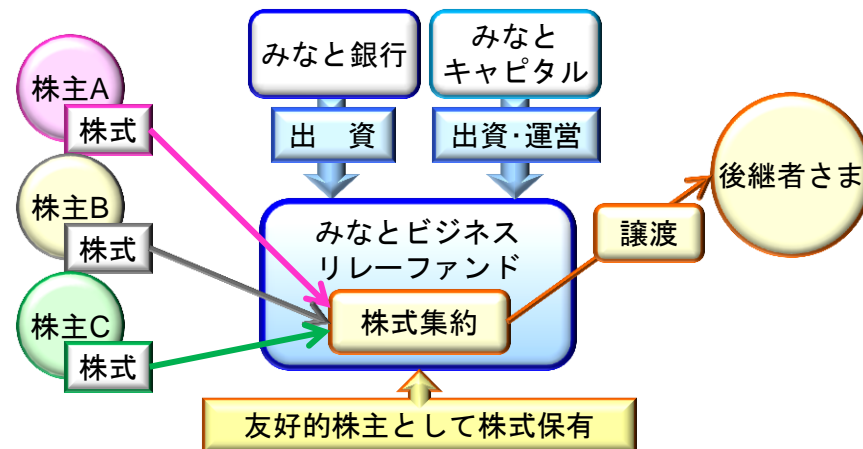 みなと銀行
みなと
キャピタル
株主A
株式
出　資
出資･運営
後継者さま
株主B
株式
みなとビジネス
リレーファンド
譲渡
株式集約
株主C
株式
友好的株主として株式保有